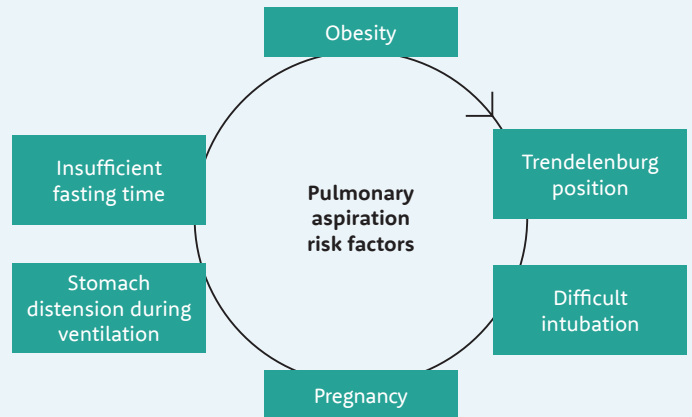 Obesity
Trendelenburg
position
Difficult
intubation
Pregnancy
Stomach
distension during
ventilation
Insufficient
fasting time
Pulmonary
aspiration
risk factors